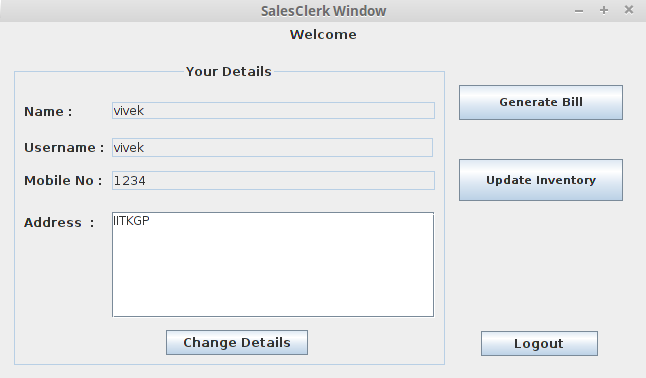 SalesClerk Window
Welcome
Your Details
Name : vivek
Username : vivek
Mobile No : 1234
Address : IITKGP
Change Details
Generate Bill
Update Inventory
Logout